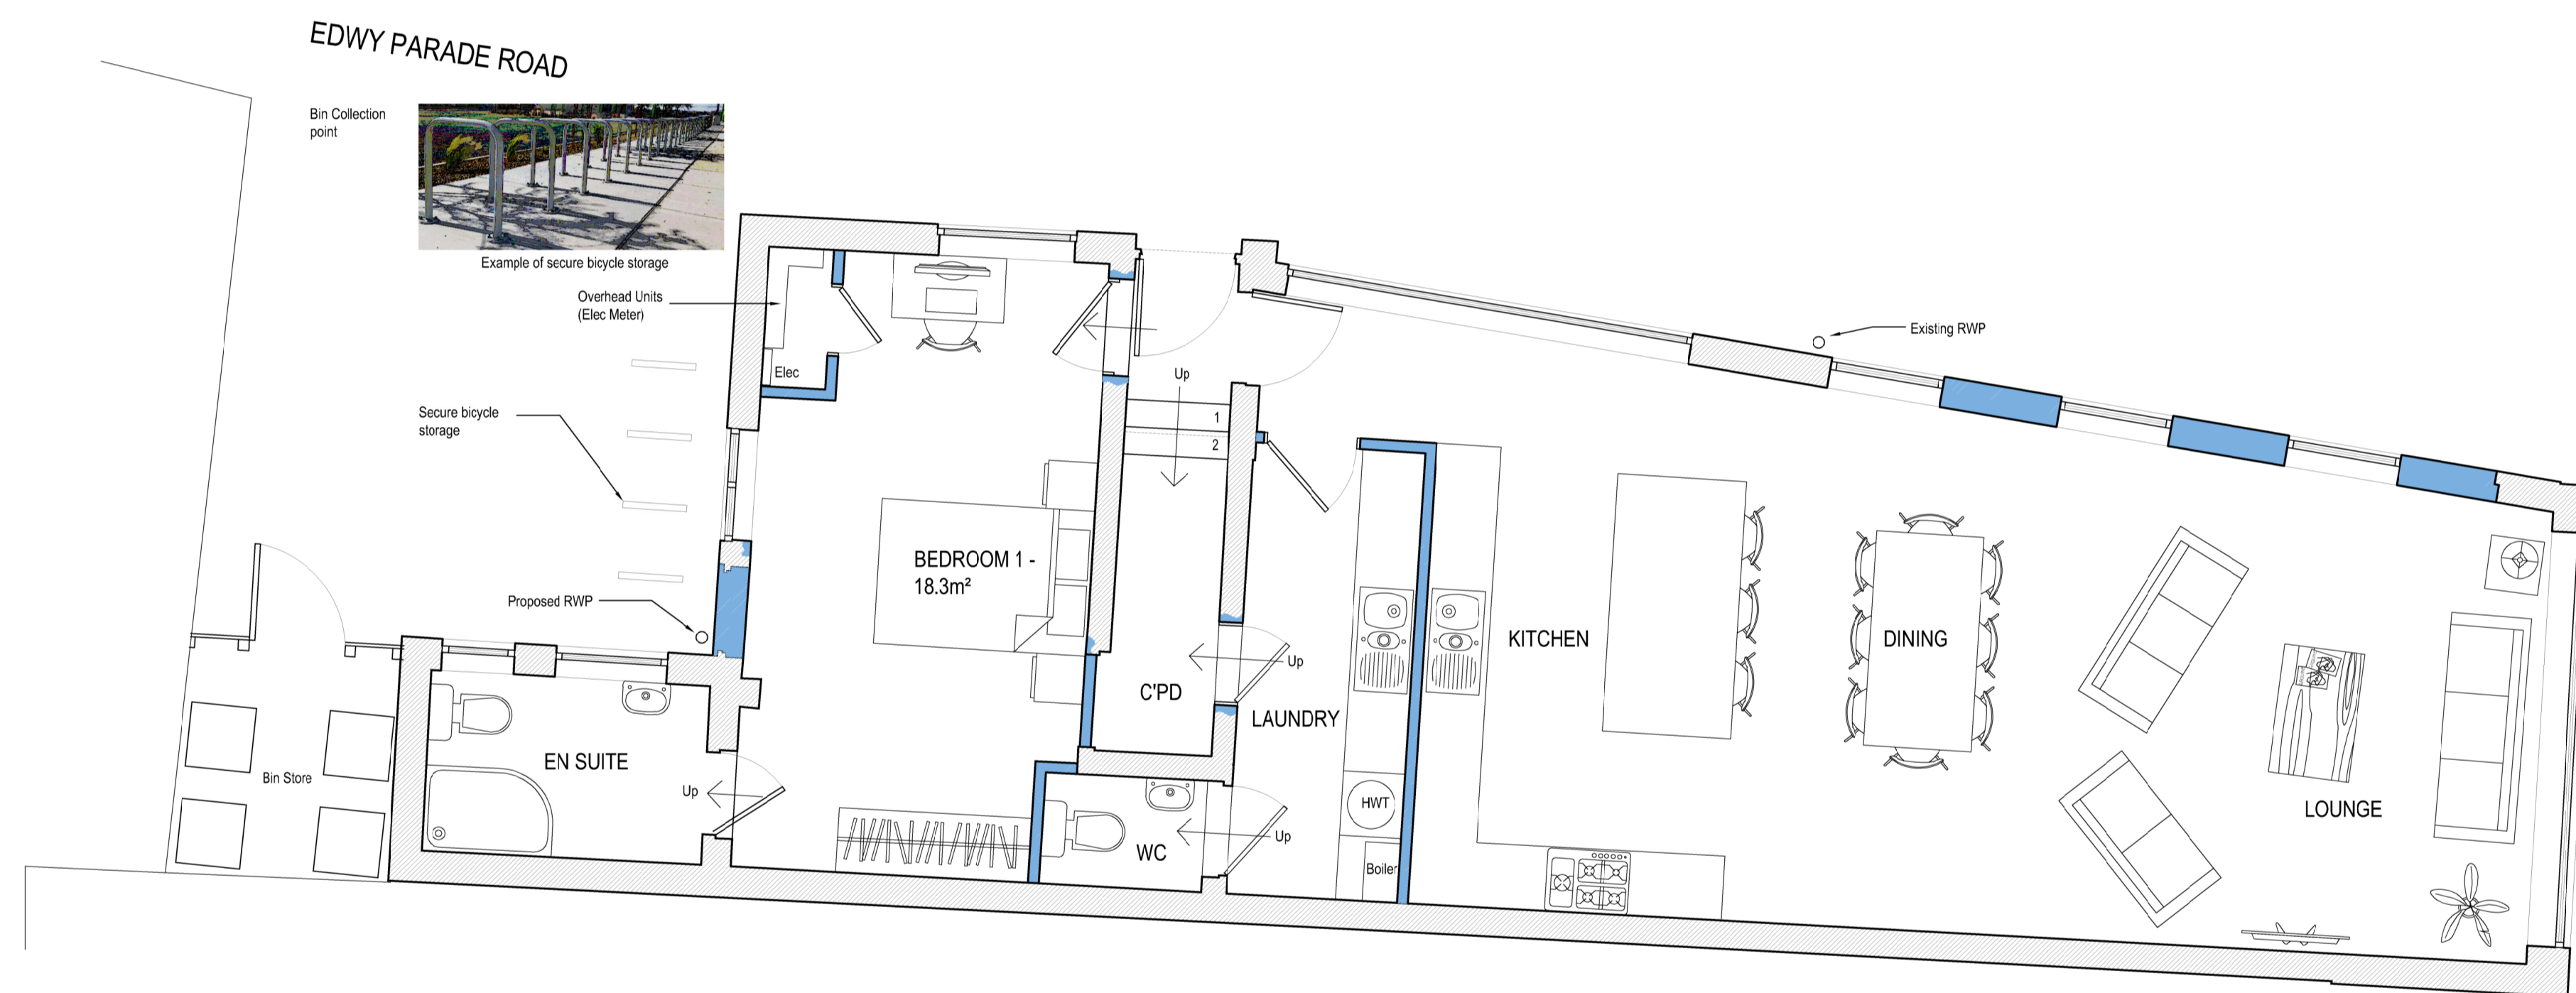 EDWY PARADE ROAD
Bin Collection
point
Example of secure bicycle storage
Overhead Units
(Elec Meter)
Existing RWP
Elec
Up
1
2
Secure bicycle
storage
BEDROOM 1 -
18.3m²
Proposed RWP
KITCHEN
DINING
Up
C'PD
LAUNDRY
EN SUITE
Up
Bin Store
HWT
LOUNGE
Up
WC
Boiler